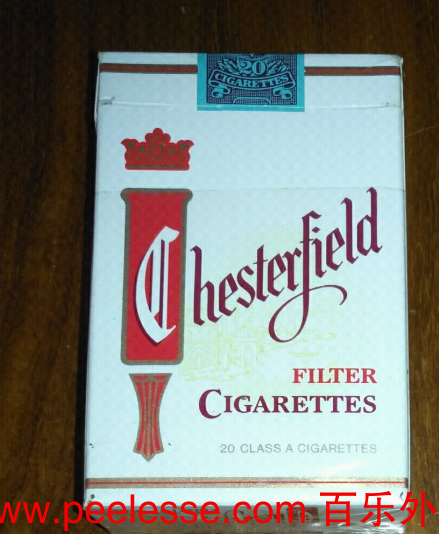 20
CIGARETTES
Chesterfield
FILTER
CIGARETTES
20 CLASS A CIGARETTES
www.peelesse.com 百乐外